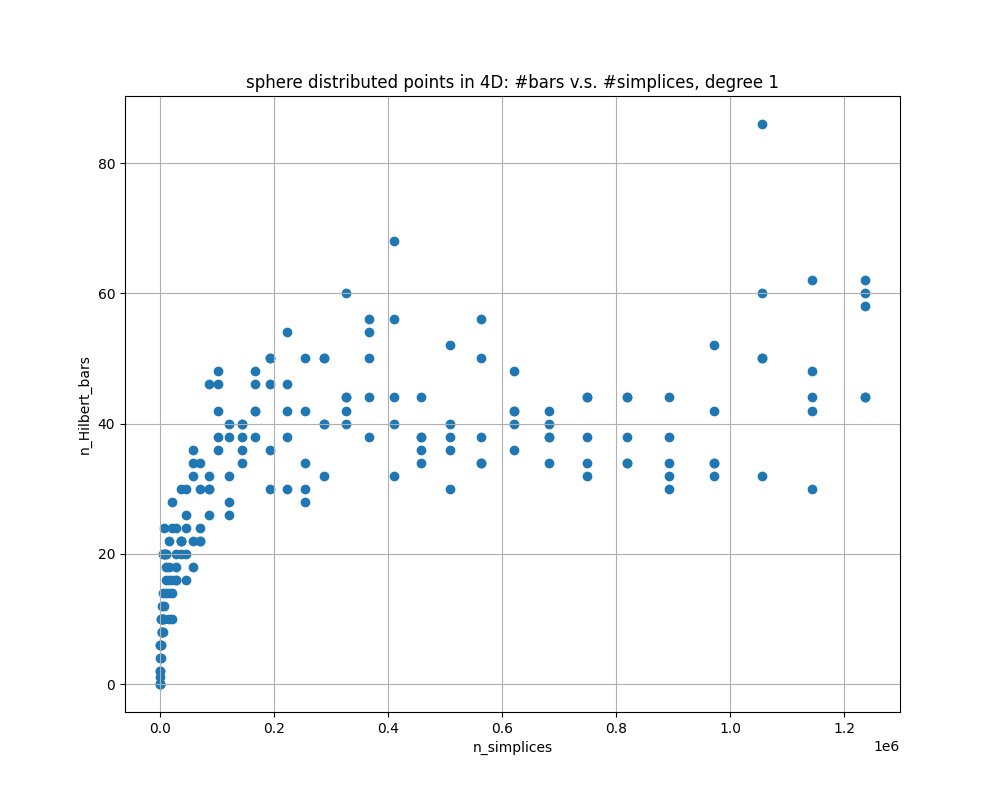 sphere distributed points in 4D: #bars v.s. #simplices, degree 1
n_Hilbert_bars
80
60
40
20
0
0.0 0.2 0.4 0.6 0.8 1.0 1.2
1e6
n_simplices